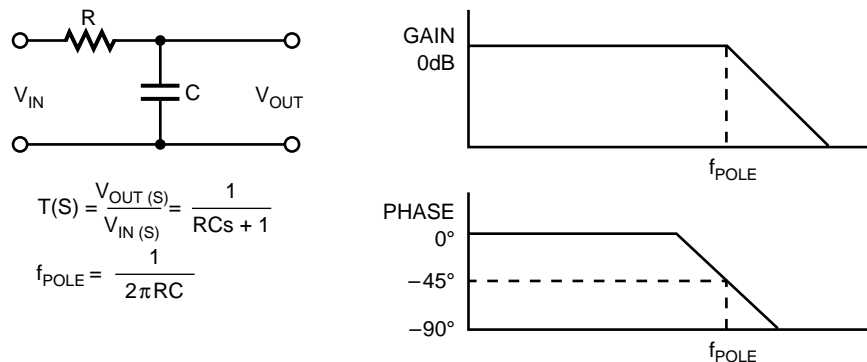 R
C
V_IN
V_OUT
T(S) = V_OUT (S) / V_IN (S) = 1 / RCs + 1
f_POLE = 1 / 2πRC
GAIN
0dB
f_POLE
PHASE
0°
−45°
−90°
f_POLE